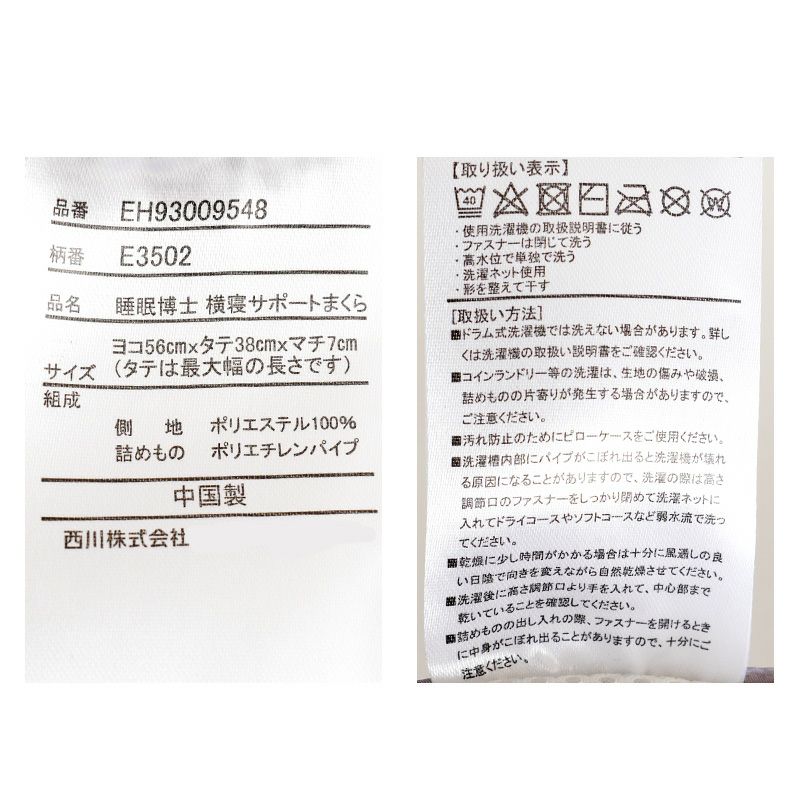 品番 EH93009548
柄番 E3502
品名 睡眠博士 横寝サポートまくら
サイズ ヨコ56cm×タテ38cm×マチ7cm
(タテは最大幅の長さです)
組成
側 地 ポリエステル100%
詰めもの ポリエチレンパイプ
中国製
西川株式会社
【取り扱い表示】
40 W
・使用洗濯機の取扱説明書に従う
・ファスナーは閉じて洗う
・高水位で単独で洗う
・洗濯ネット使用
・形を整えて干す
[取扱い方法]
■ドラム式洗濯機では洗えない場合があります。詳し
くは洗濯機の取扱い説明書をご確認ください。
■コインランドリー等の洗濯は、生地の傷みや破損、
詰めものの片寄りが発生する場合がありますので、
ご注意ください。
■汚れ防止のためにピローケースをご使用ください。
■洗濯槽内部にパイプがこぼれ出ると洗濯機が壊れ
る原因になることがありますので、洗濯の際は高さ
調節口のファスナーをしっかり閉めて洗濯ネットに
入れてドライコースやソフトコースなど弱水流で洗っ
てください。
■乾燥に少し時間がかかる場合は十分に風通しの良
い日陰で向きを変えながら自然乾燥させてください。
■洗濯後に高さ調節口より手を入れて、中心部まで
乾いていることを確認してください。
■詰めものの出し入れの際、ファスナーを開けるとき
に中身がこぼれ出ることがありますので、十分にご
注意ください。